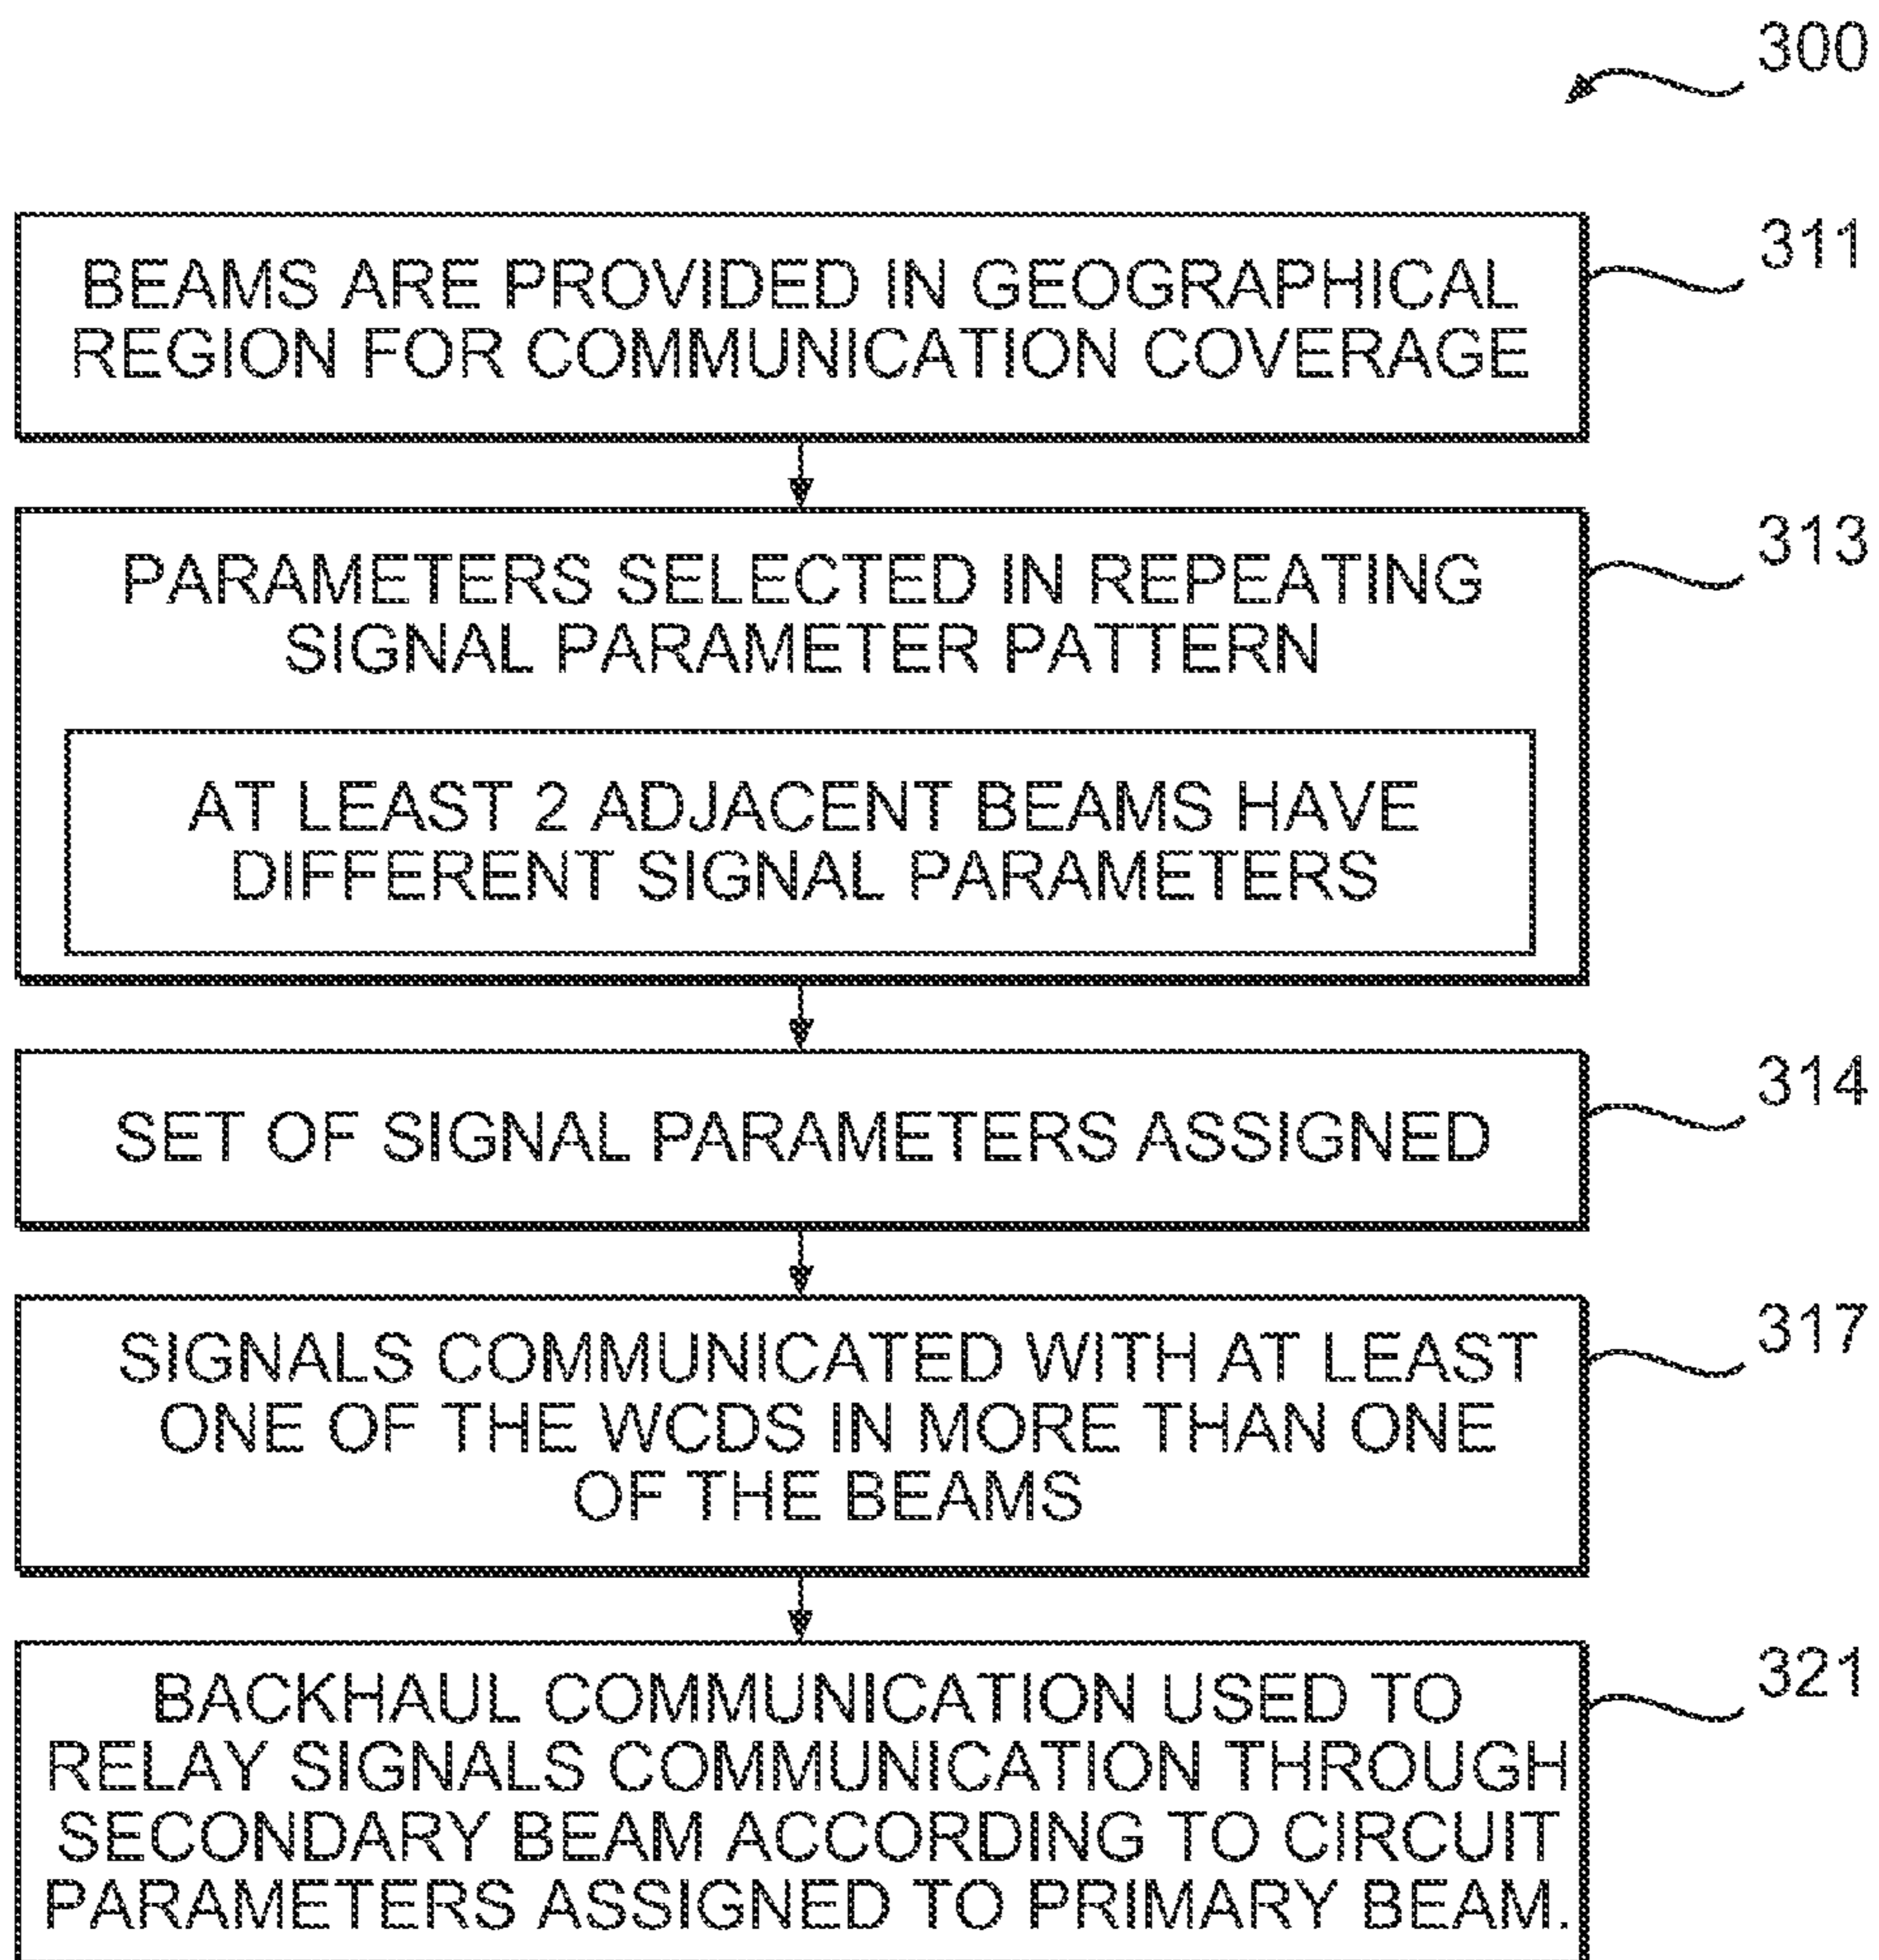 300
311
BEAMS ARE PROVIDED IN GEOGRAPHICAL
REGION FOR COMMUNICATION COVERAGE
313
PARAMETERS SELECTED IN REPEATING
SIGNAL PARAMETER PATTERN
AT LEAST 2 ADJACENT BEAMS HAVE
DIFFERENT SIGNAL PARAMETERS
314
SET OF SIGNAL PARAMETERS ASSIGNED
317
SIGNALS COMMUNICATED WITH AT LEAST
ONE OF THE WCDS IN MORE THAN ONE
OF THE BEAMS
321
BACKHAUL COMMUNICATION USED TO
RELAY SIGNALS COMMUNICATION THROUGH
SECONDARY BEAM ACCORDING TO CIRCUIT
PARAMETERS ASSIGNED TO PRIMARY BEAM.